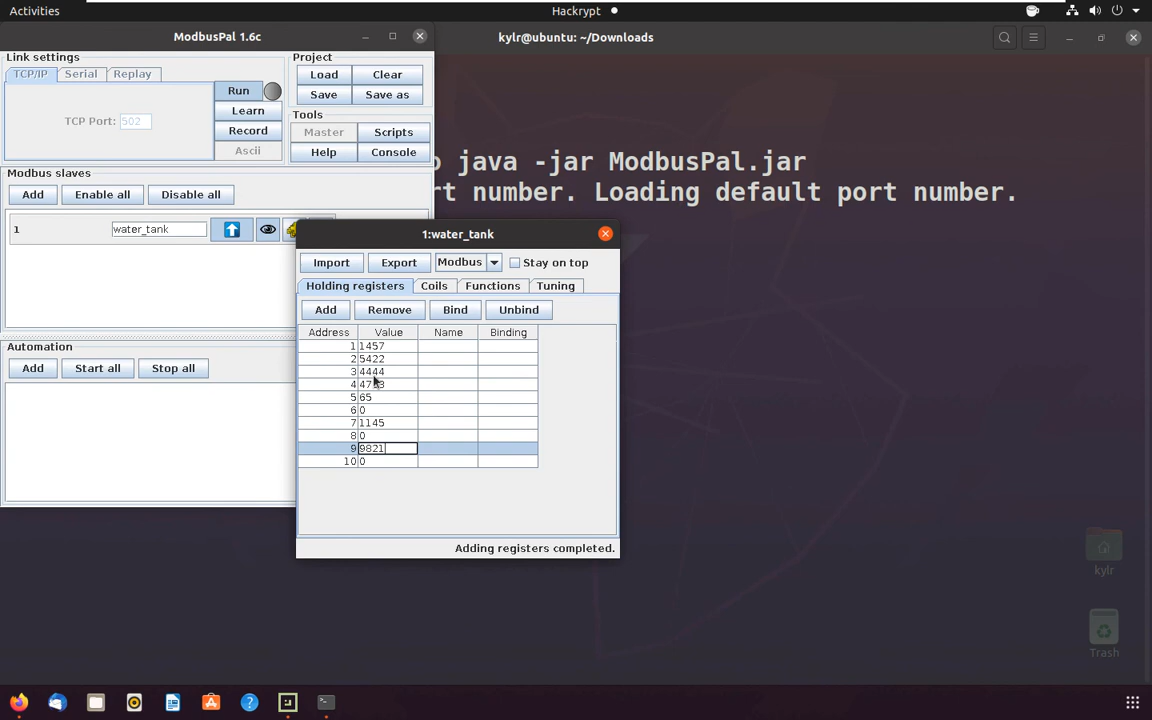 Activities
Hackrypt
ModbusPal 1.6c
kylr@ubuntu: ~/Downloads
Link settings
TCP/IP Serial Replay
TCP Port: 502
Run
Learn
Record
Ascii
Project
Load Clear
Save Save as
Tools
Master Scripts
Help Console
java -jar ModbusPal.jar
rt number. Loading default port number.
Modbus slaves
Add Enable all Disable all
1 water_tank
Automation
Add Start all Stop all
1:water_tank
Import Export Modbus Stay on top
Holding registers Coils Functions Tuning
Add Remove Bind Unbind
Address Value Name Binding
1 1457
2 5422
3 4444
4
5 65
6 0
7 1145
8 0
9 9821
10 0
Adding registers completed.
kylr
Trash